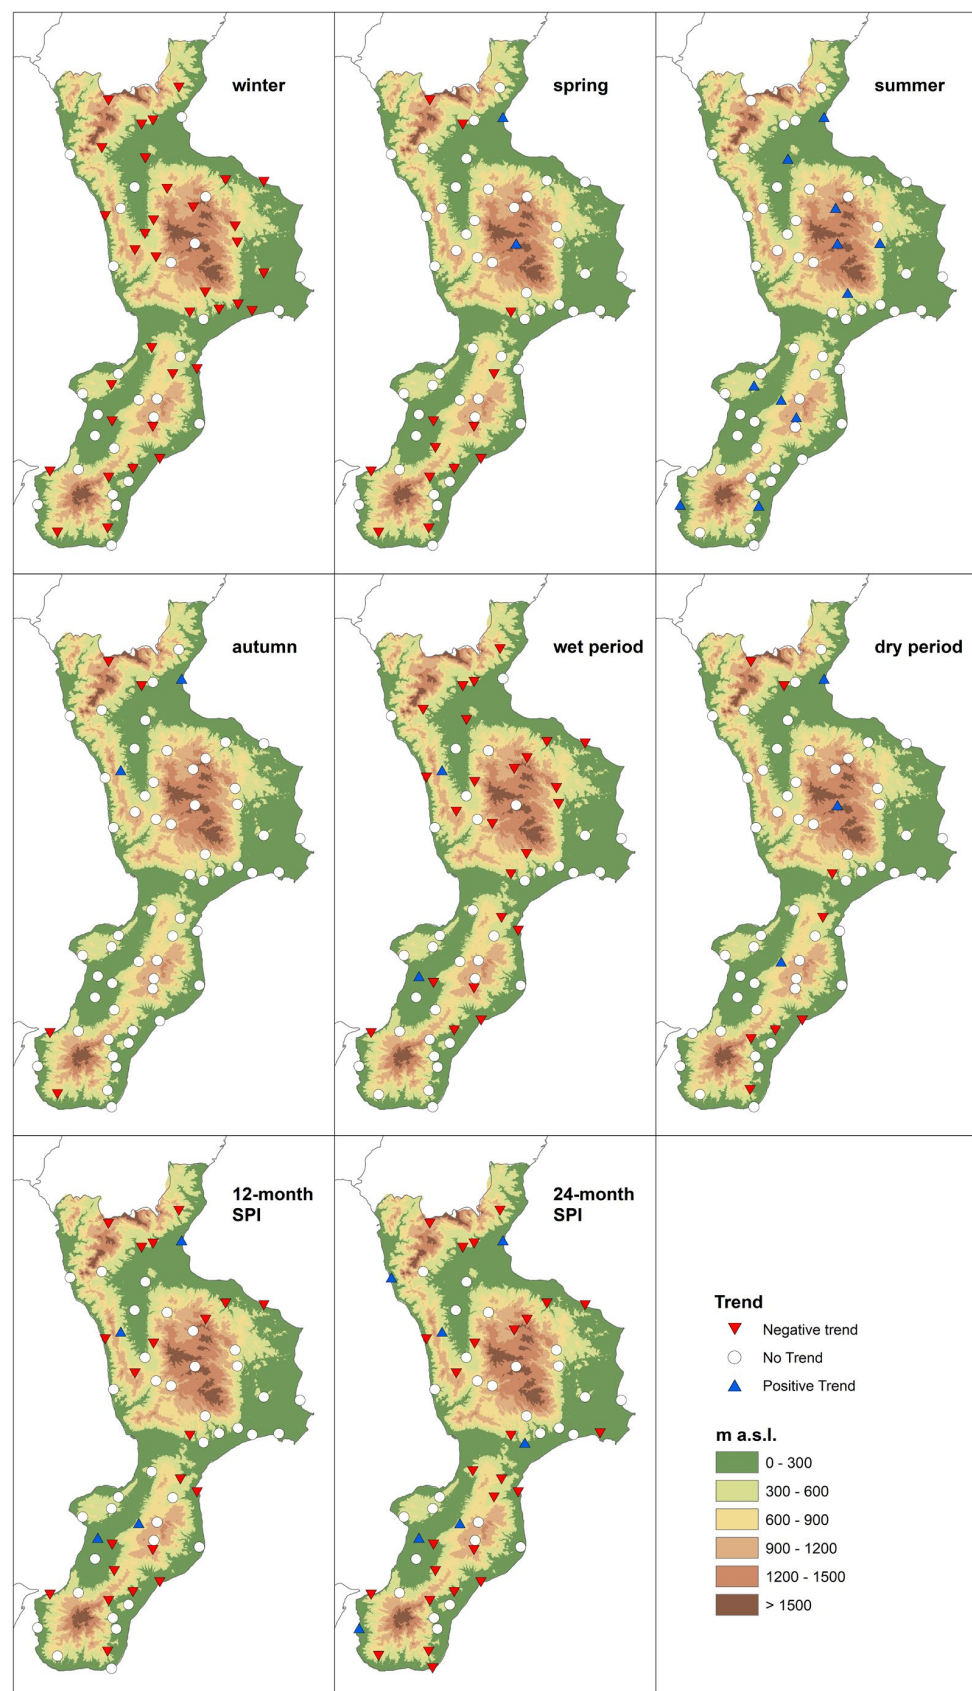 winter
spring
summer
autumn
wet period
dry period
12-month
SPI
24-month
SPI
Trend
Negative trend
No Trend
Positive Trend
m a.s.l.
0 - 300
300 - 600
600 - 900
900 - 1200
1200 - 1500
> 1500